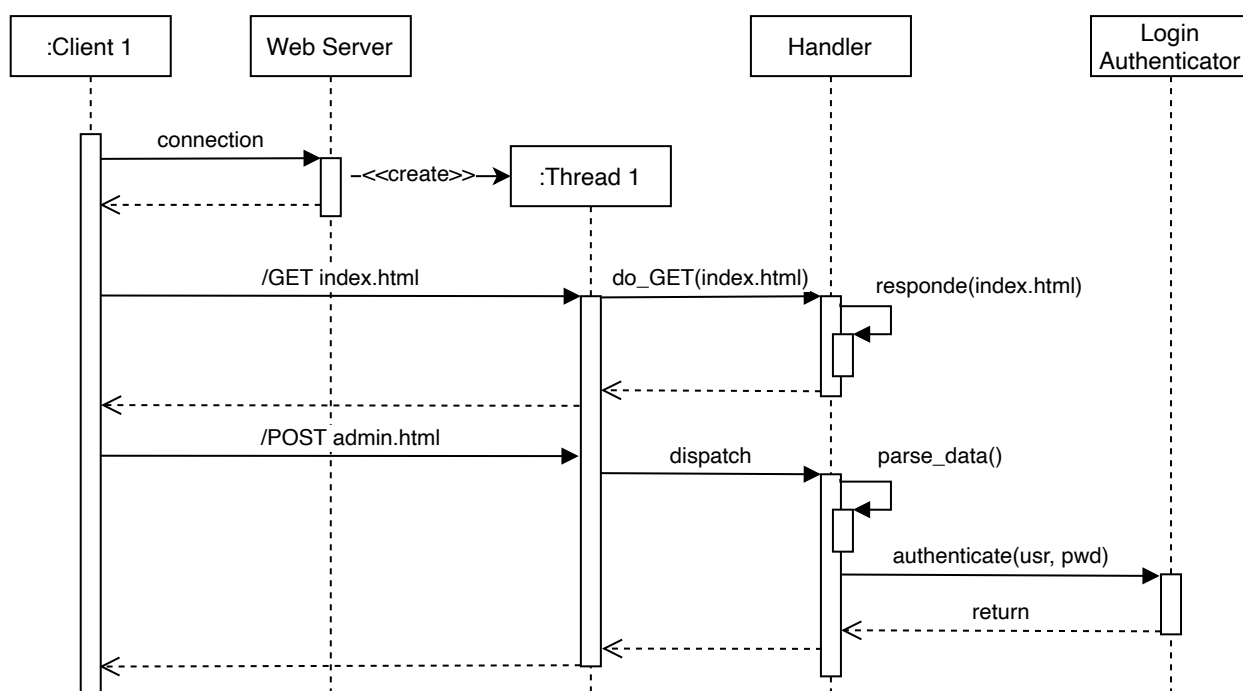 :Client 1
Web Server
Handler
Login
Authenticator
connection
<<create>>
:Thread 1
/GET index.html
do_GET(index.html)
responde(index.html)
/POST admin.html
dispatch
parse_data()
authenticate(usr, pwd)
return